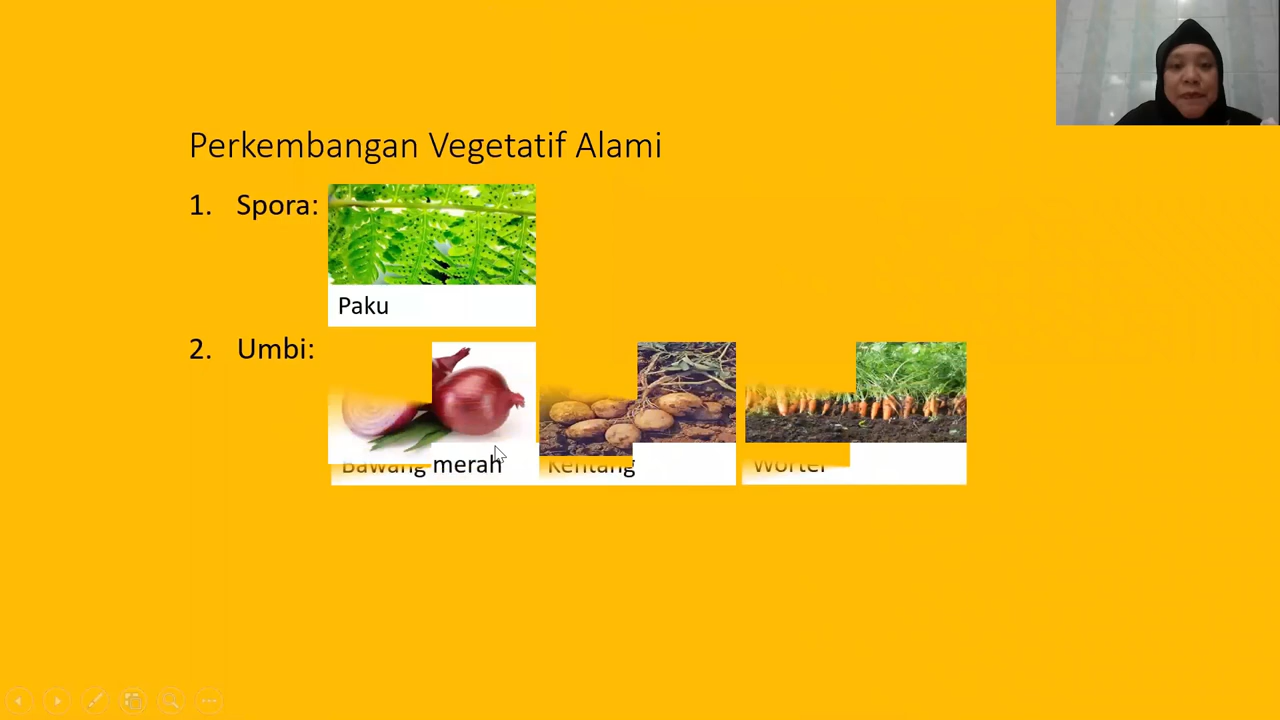 Perkembangan Vegetatif Alami
1. Spora:
Paku
2. Umbi:
Bawang merah
Kentang
Wortel